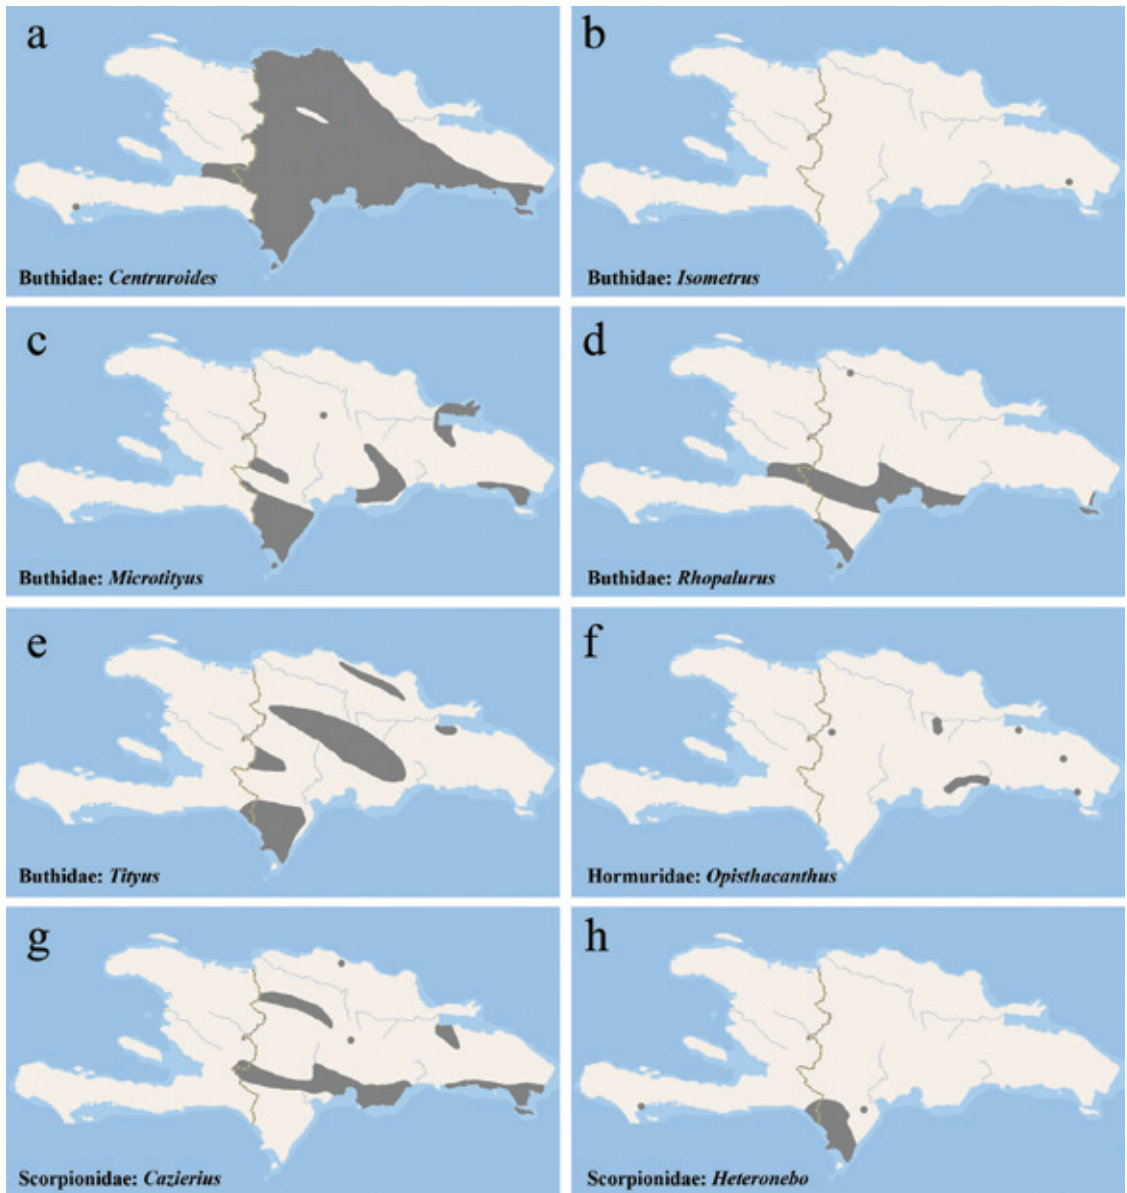 a
b
Buthidae: Centruroides
Buthidae: Isometrus
c
d
Buthidae: Microtityus
Buthidae: Rhopalurus
e
f
Buthidae: Tityus
Hormuridae: Opisthacanthus
g
h
Scorpionidae: Cazierius
Scorpionidae: Heteronebo